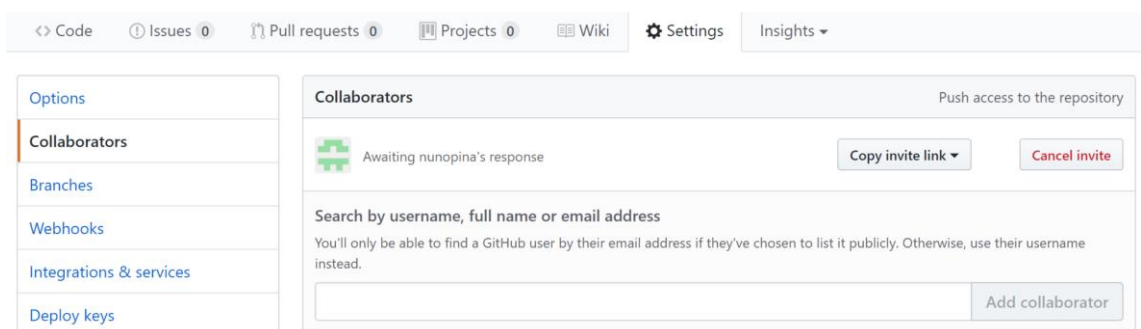 Code Issues 0 Pull requests 0 Projects 0 Wiki Settings Insights
Options
Collaborators
Branches
Webhooks
Integrations & services
Deploy keys
Collaborators Push access to the repository
Awaiting nunopina's response Copy invite link Cancel invite
Search by username, full name or email address
You'll only be able to find a GitHub user by their email address if they've chosen to list it publicly. Otherwise, use their username
instead.
Add collaborator